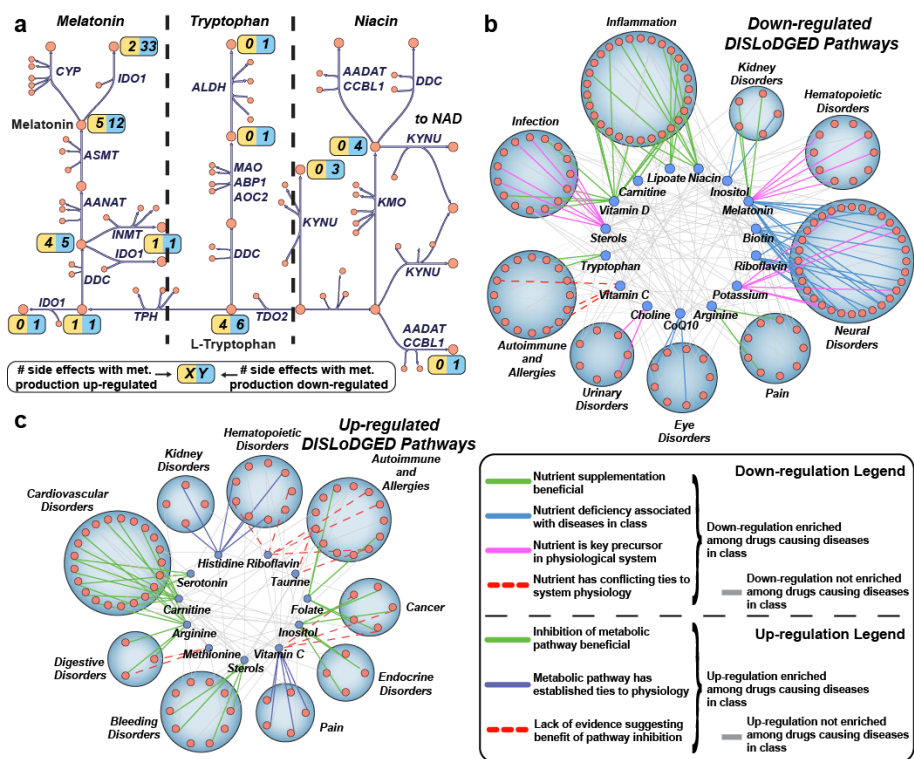 a
Melatonin
Tryptophan
Niacin
2 33
0 1
CYP
IDO1
ALDH
AADAT
CCBL1
DDC
to NAD
Melatonin
5 12
0 1
0 4
KYNU
ASMT
MAO
ABP1
AOC2
0 3
KMO
AANAT
KYNU
4 5
INMT
IDO1
1 1
DDC
DDC
KYNU
IDO1
TPH
TDO2
0 1
1 1
4 6
L-Tryptophan
AADAT
CCBL1
0 1
# side effects with met.
production up-regulated
X Y
# side effects with met.
production down-regulated
b
Down-regulated
DISLoDGED Pathways
Inflammation
Kidney
Disorders
Hematopoietic
Disorders
Infection
Lipoate
Niacin
Carnitine
Inositol
Vitamin D
Melatonin
Sterols
Biotin
Tryptophan
Riboflavin
Vitamin C
Potassium
Choline
CoQ10
Arginine
Neural
Disorders
Autoimmune
and
Allergies
Urinary
Disorders
Eye
Disorders
Pain
c
Up-regulated
DISLoDGED Pathways
Hematopoietic
Disorders
Kidney
Disorders
Autoimmune
and
Allergies
Cardiovascular
Disorders
Histidine
Riboflavin
Serotonin
Taurine
Carnitine
Folate
Cancer
Arginine
Inositol
Methionine
Vitamin C
Sterols
Digestive
Disorders
Endocrine
Disorders
Bleeding
Disorders
Pain
Down-regulation Legend
Nutrient supplementation
beneficial
Nutrient deficiency associated
with diseases in class
Nutrient is key precursor
in physiological system
Nutrient has conflicting ties to
system physiology
Down-regulation enriched
among drugs causing diseases
in class
Down-regulation not enriched
among drugs causing diseases
in class
Up-regulation Legend
Inhibition of metabolic
pathway beneficial
Metabolic pathway has
established ties to physiology
Lack of evidence suggesting
benefit of pathway inhibition
Up-regulation enriched
among drugs causing diseases
in class
Up-regulation not enriched
among drugs causing diseases
in class